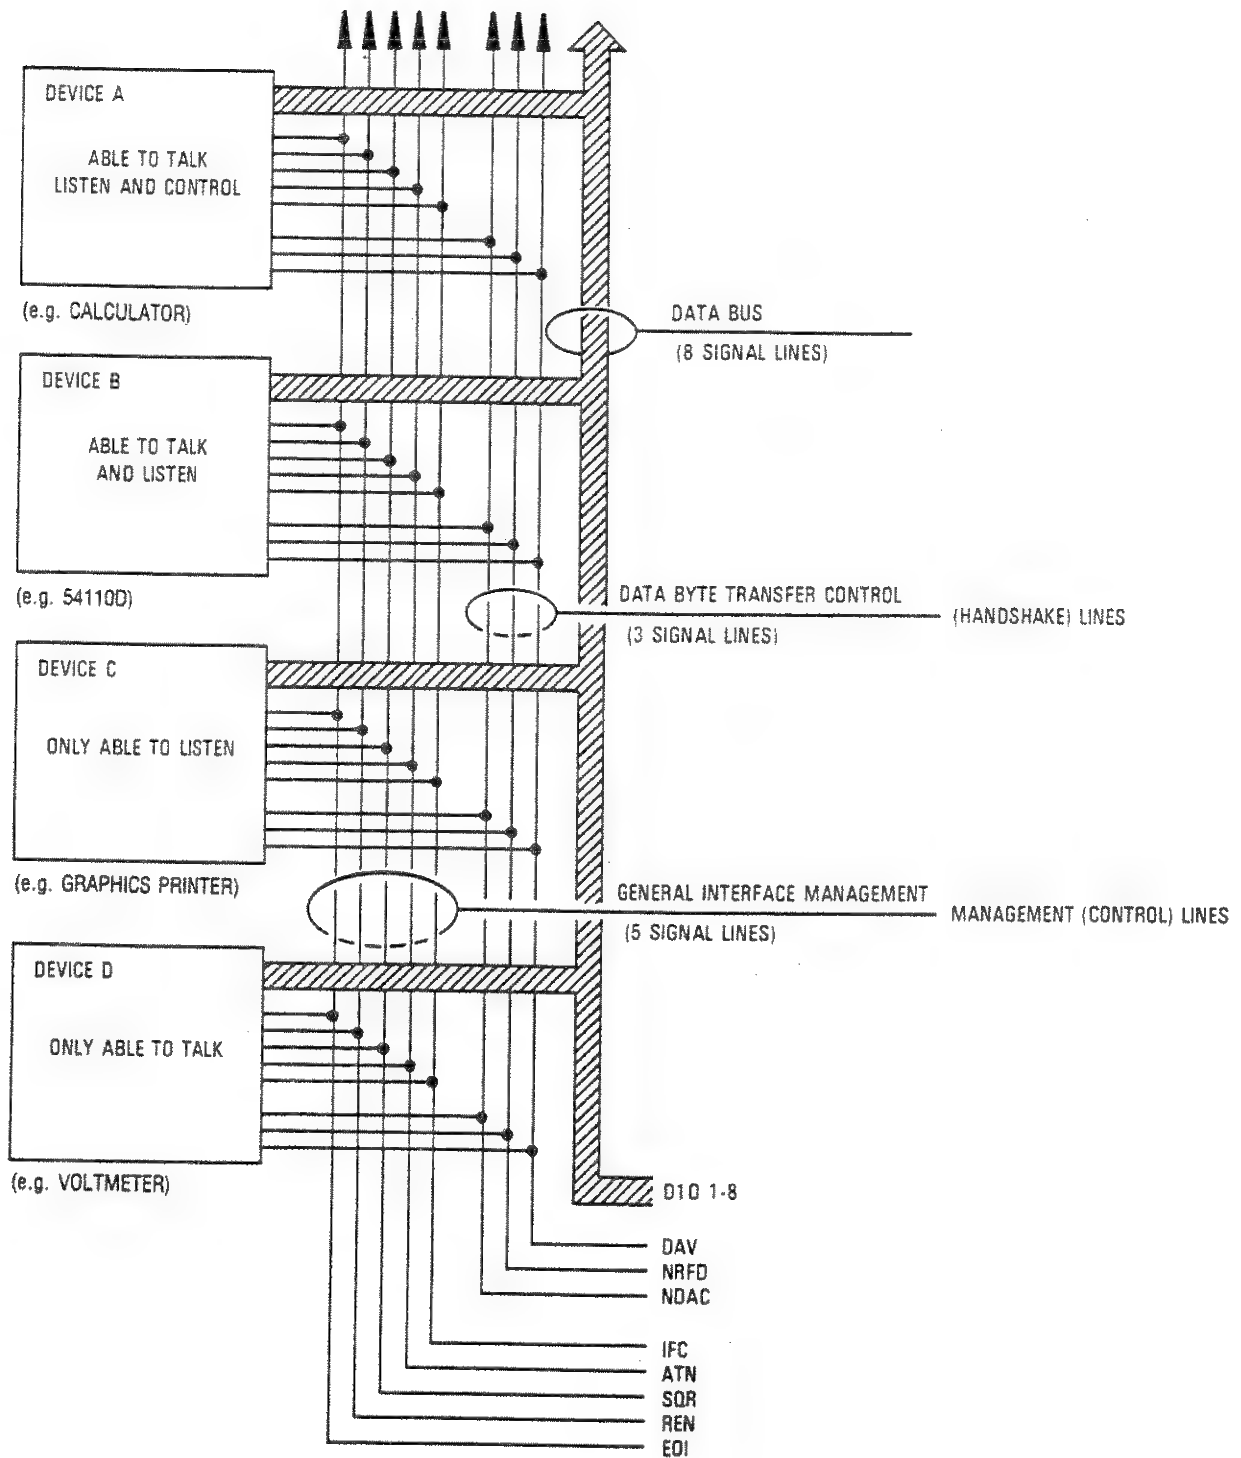 DEVICE A
ABLE TO TALK
LISTEN AND CONTROL
(e.g. CALCULATOR)
DATA BUS
(8 SIGNAL LINES)
DEVICE B
ABLE TO TALK
AND LISTEN
(e.g. 54110D)
DATA BYTE TRANSFER CONTROL
(HANDSHAKE) LINES
(3 SIGNAL LINES)
DEVICE C
ONLY ABLE TO LISTEN
(e.g. GRAPHICS PRINTER)
GENERAL INTERFACE MANAGEMENT
MANAGEMENT (CONTROL) LINES
(5 SIGNAL LINES)
DEVICE D
ONLY ABLE TO TALK
(e.g. VOLTMETER)
DIO 1-8
DAV
NRFD
NDAC
IFC
ATN
SQR
REN
EOI